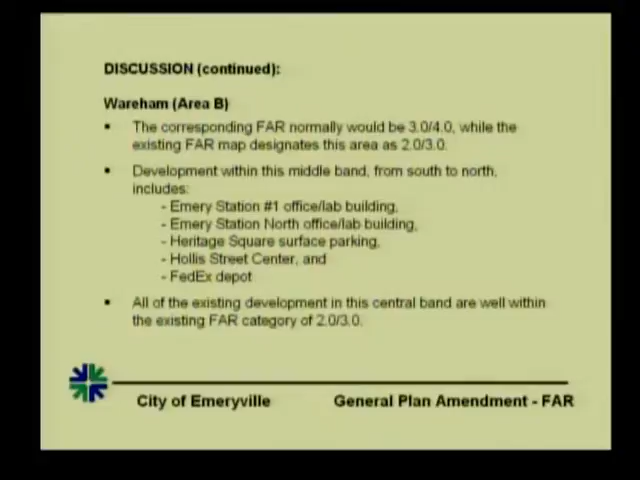 DISCUSSION (continued):
Wareham (Area B)
▪ The corresponding FAR normally would be 3.0/4.0, while the
existing FAR map designates this area as 2.0/3.0.
▪ Development within this middle band, from south to north,
includes:
- Emery Station #1 office/lab building,
- Emery Station North office/lab building,
- Heritage Square surface parking,
- Hollis Street Center, and
- FedEx depot
▪ All of the existing development in this central band are well within
the existing FAR category of 2.0/3.0.
City of Emeryville General Plan Amendment - FAR